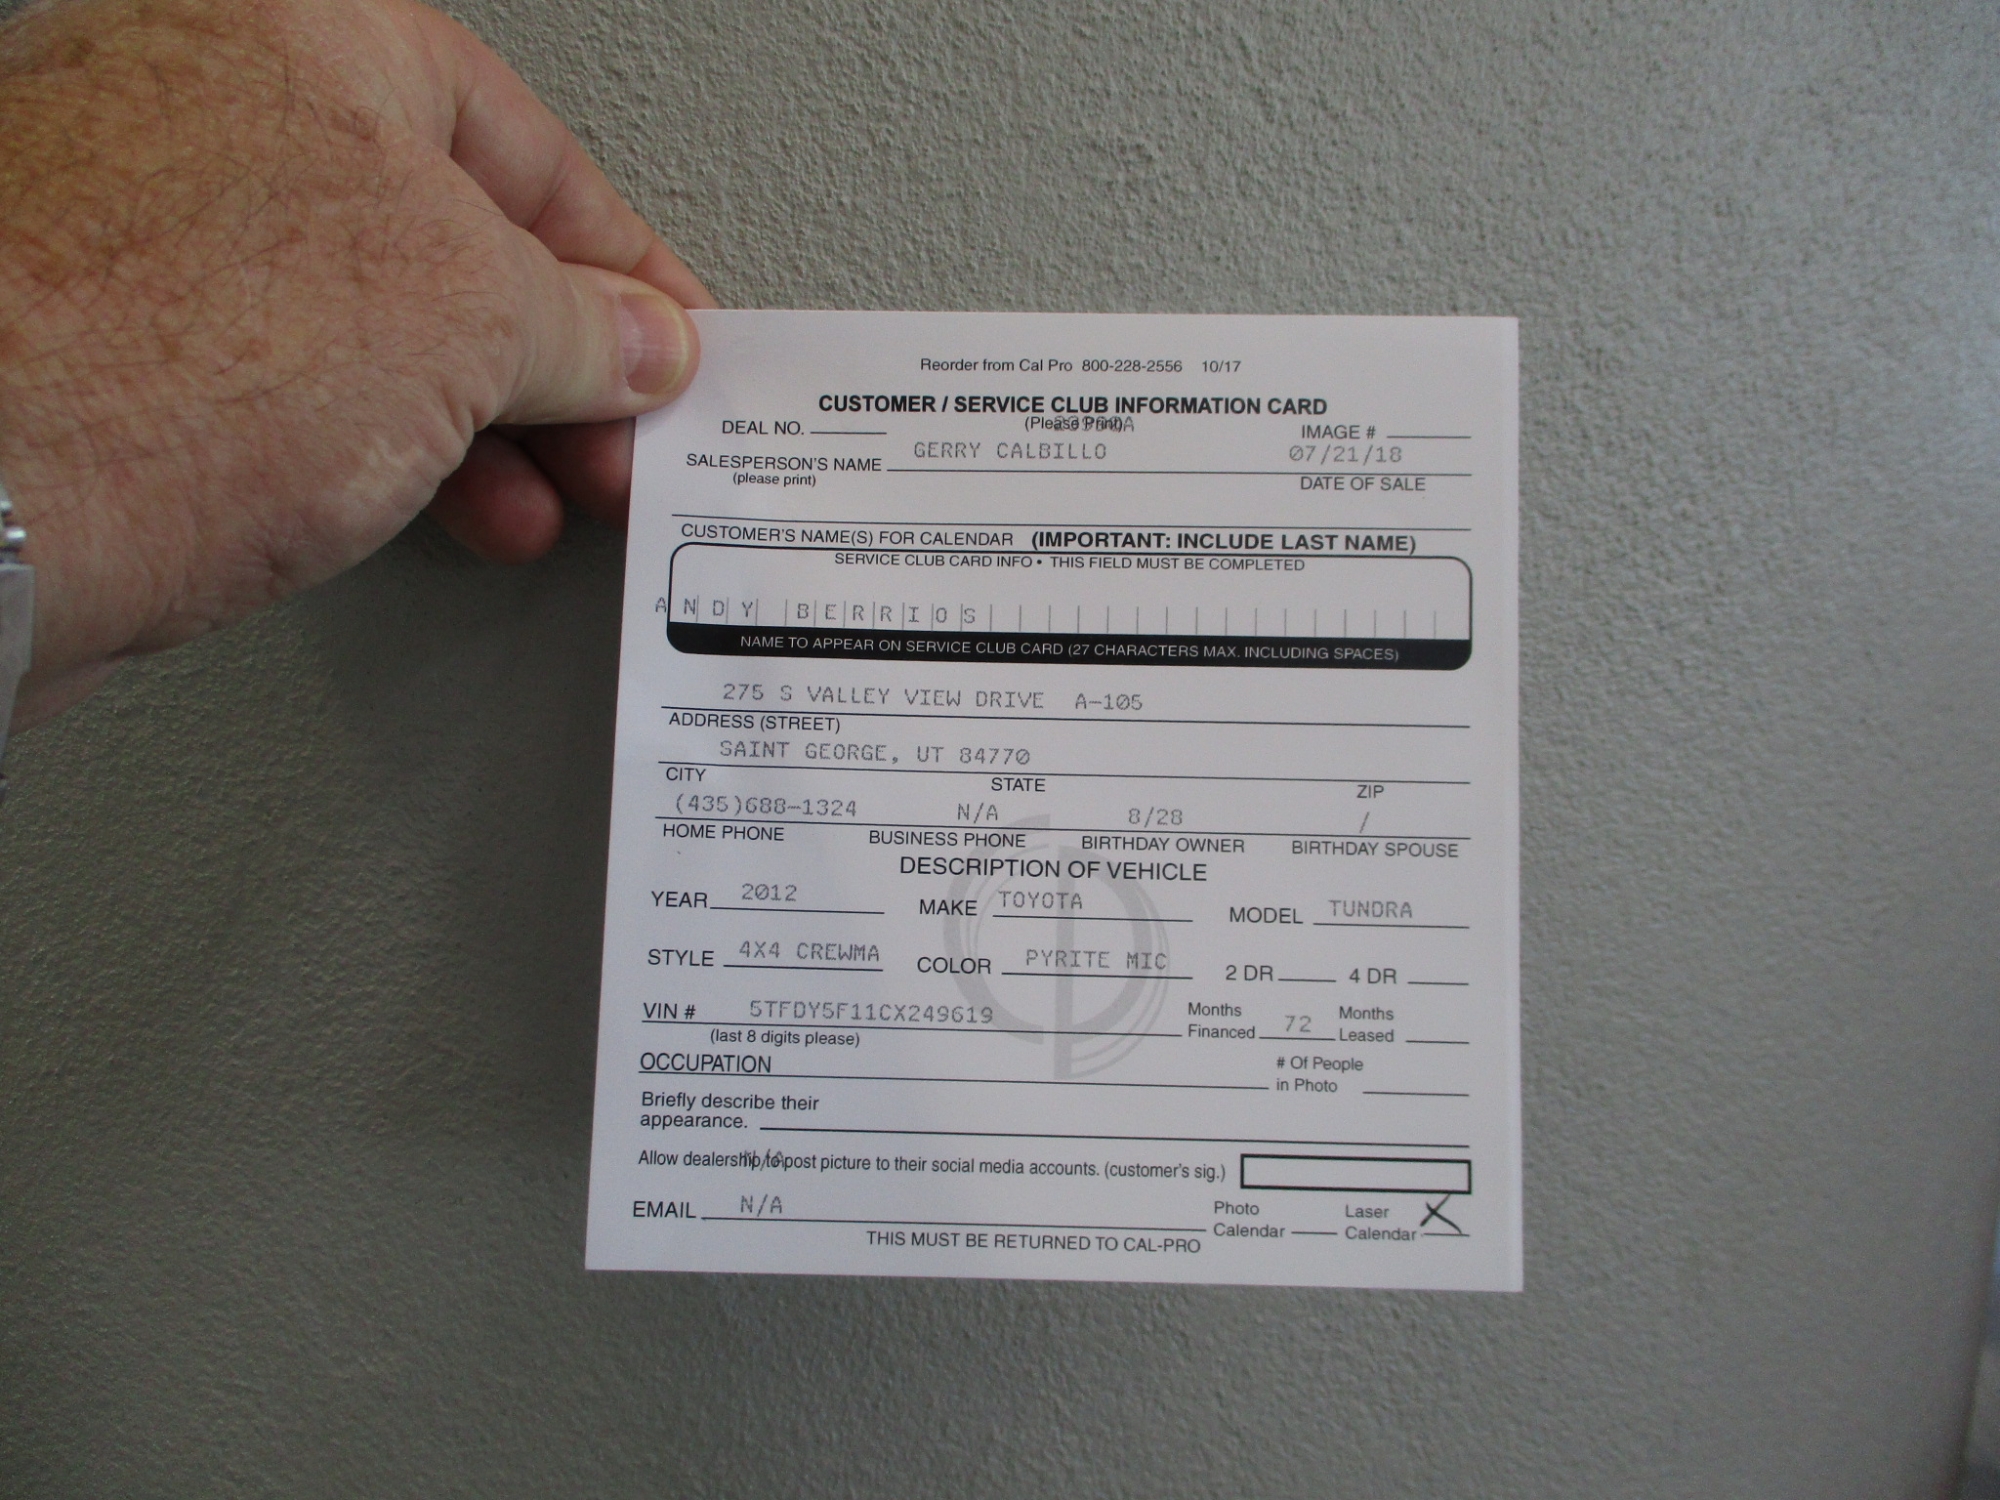 Reorder from Cal Pro 800-228-2556 10/17
CUSTOMER / SERVICE CLUB INFORMATION CARD
(Please Print)
DEAL NO. IMAGE #
GERRY CALBILLO 07/21/18
SALESPERSON'S NAME
(please print) DATE OF SALE
CUSTOMER'S NAME(S) FOR CALENDAR (IMPORTANT: INCLUDE LAST NAME)
SERVICE CLUB CARD INFO • THIS FIELD MUST BE COMPLETED
ANDY BERRIOS
NAME TO APPEAR ON SERVICE CLUB CARD (27 CHARACTERS MAX. INCLUDING SPACES)
275 S VALLEY VIEW DRIVE A-105
ADDRESS (STREET)
SAINT GEORGE, UT 84770
CITY STATE ZIP
(435)688-1324 N/A 8/28 /
HOME PHONE BUSINESS PHONE BIRTHDAY OWNER BIRTHDAY SPOUSE
DESCRIPTION OF VEHICLE
YEAR 2012 MAKE TOYOTA MODEL TUNDRA
STYLE 4X4 CREWMA COLOR PYRITE MIC 2 DR 4 DR
VIN # 5TFDY5F11CX249619 Months Financed 72 Months Leased
(last 8 digits please)
OCCUPATION # Of People in Photo
Briefly describe their
appearance.
Allow dealership to post picture to their social media accounts. (customer's sig.)
N/A
EMAIL N/A Photo Calendar Laser Calendar X
THIS MUST BE RETURNED TO CAL-PRO